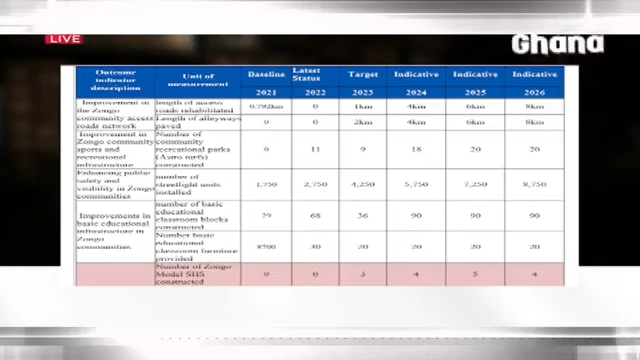 LIVE
Ghana
Outcome indicator description Unit of measurement Baseline Latest Status Target Indicative Indicative Indicative
2021 2022 2023 2024 2025 2026
Improvement in the Zongo community access roads network length of access roads rehabilitated 0.792km 0 1km 4km 6km 8km
Length of alleyways paved 0 0 2km 4km 6km 8km
Improvement in Zongo community sports and recreational infrastructure Number of community recreational parks (Astro turfs) constructed 6 11 9 18 20 20
Enhancing public safety and visibility in Zongo communities number of streetlight units installed 1,750 2,750 4,250 5,750 7,250 8,750
Improvements in basic educational infrastructure in Zongo communities number of basic educational classroom blocks constructed 29 68 36 90 90 90
Number basic educational classroom furniture provided 8700 30 20 20 20 20
Number of Zongo Model SHS constructed 0 0 3 4 5 4